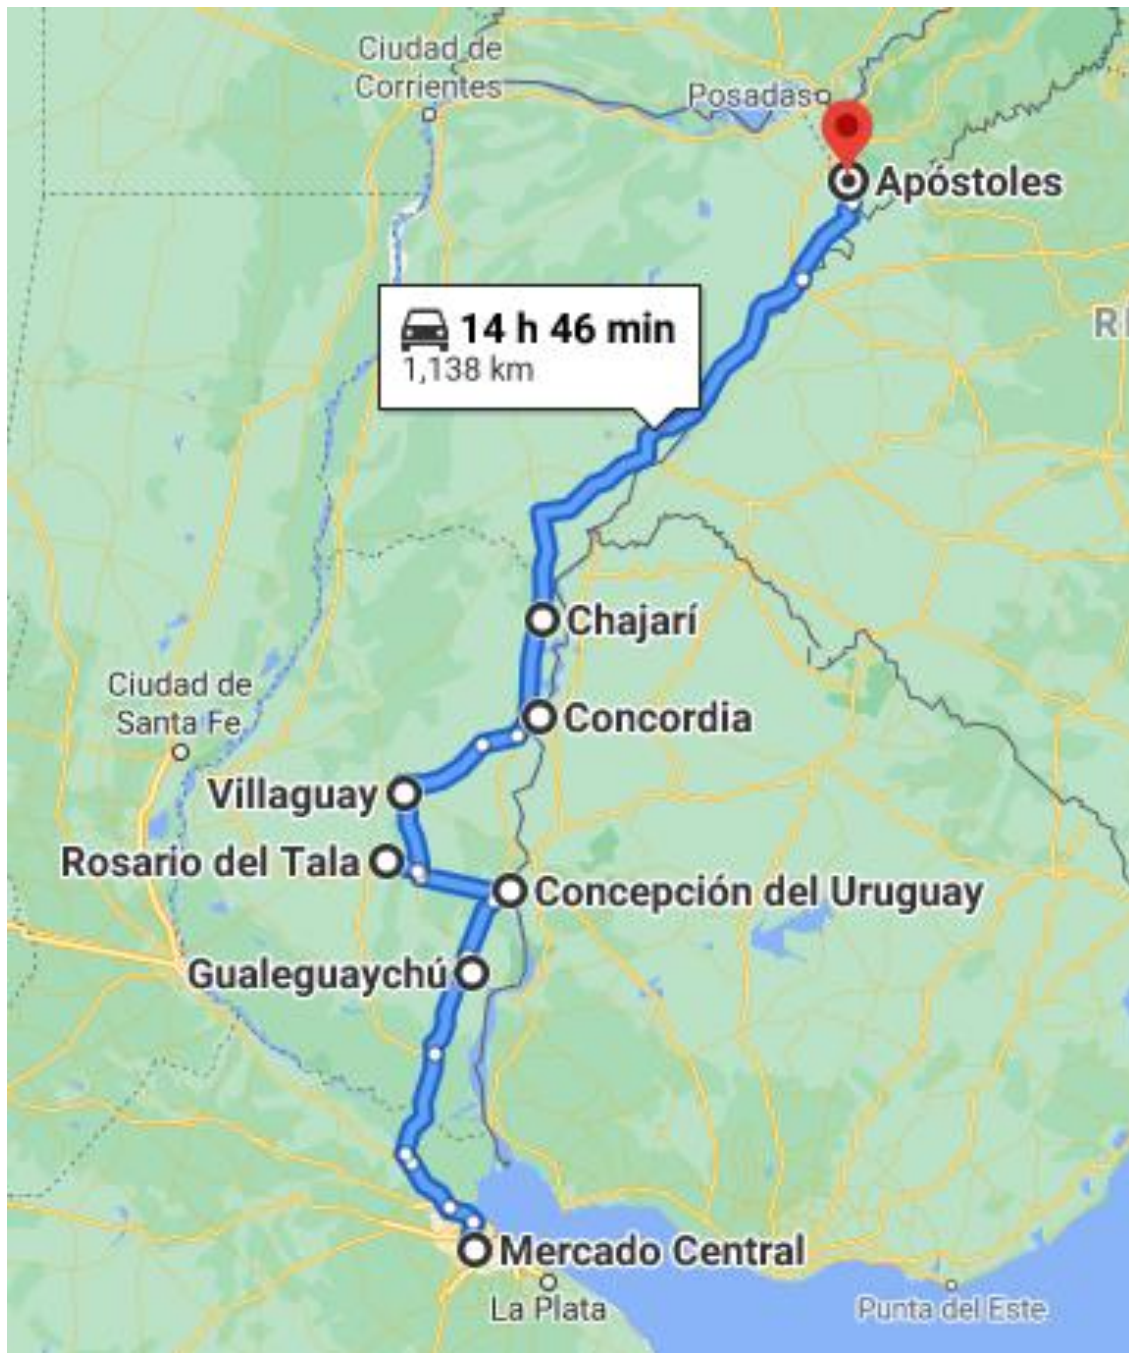 Ciudad de
Corrientes
Posadas
Apóstoles
14 h 46 min
1,138 km
R
Chajarí
Ciudad de
Santa Fe
Concordia
Villaguay
Rosario del Tala
Concepción del Uruguay
Gualeguaychú
Mercado Central
La Plata
Punta del Este